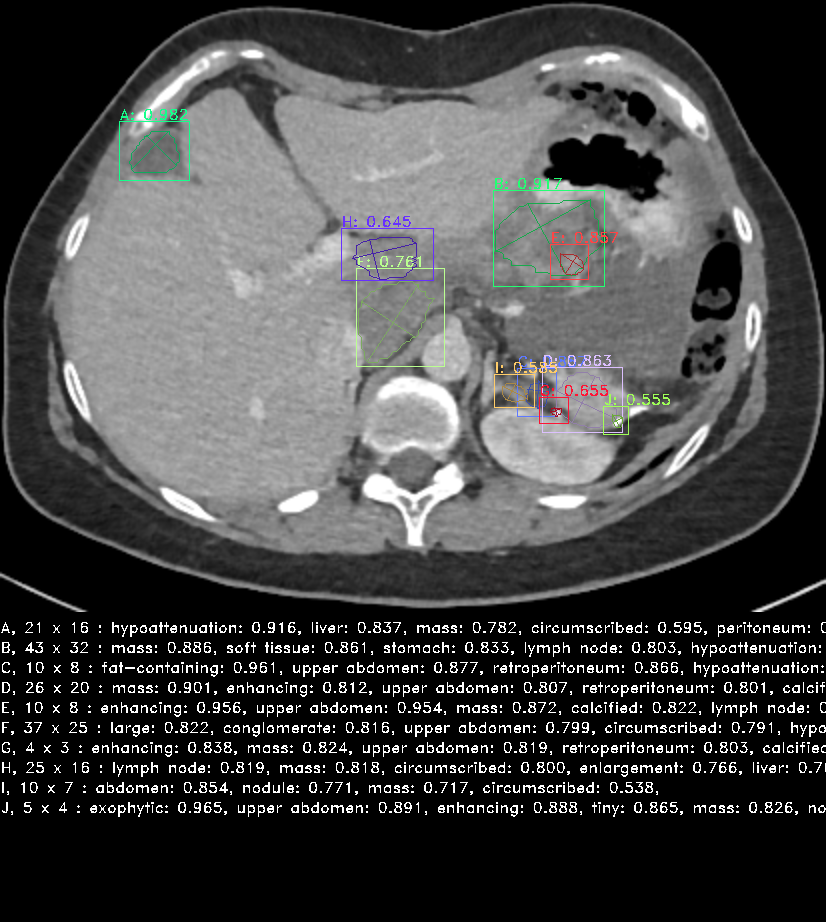 A: 0.982
B: 0.917
H: 0.645
F: 0.761
D: 0.863
I: 0.585
0.655
J: 0.555
A, 21 x 16 : hypoattenuation: 0.916, liver: 0.837, mass: 0.782, circumscribed: 0.595, peritoneum: 0
B, 43 x 32 : mass: 0.886, soft tissue: 0.861, stomach: 0.833, lymph node: 0.803, hypoattenuation:
C, 10 x 8 : fat-containing: 0.961, upper abdomen: 0.877, retroperitoneum: 0.866, hypoattenuation:
D, 26 x 20 : mass: 0.901, enhancing: 0.812, upper abdomen: 0.807, retroperitoneum: 0.801, calcif
E, 10 x 8 : enhancing: 0.956, upper abdomen: 0.954, mass: 0.872, calcified: 0.822, lymph node: 0
F, 37 x 25 : large: 0.822, conglomerate: 0.816, upper abdomen: 0.799, circumscribed: 0.791, hypo
G, 4 x 3 : enhancing: 0.838, mass: 0.824, upper abdomen: 0.819, retroperitoneum: 0.803, calcified
H, 25 x 16 : lymph node: 0.819, mass: 0.818, circumscribed: 0.800, enlargement: 0.766, liver: 0.70
I, 10 x 7 : abdomen: 0.854, nodule: 0.771, mass: 0.717, circumscribed: 0.538,
J, 5 x 4 : exophytic: 0.965, upper abdomen: 0.891, enhancing: 0.888, tiny: 0.865, mass: 0.826, no